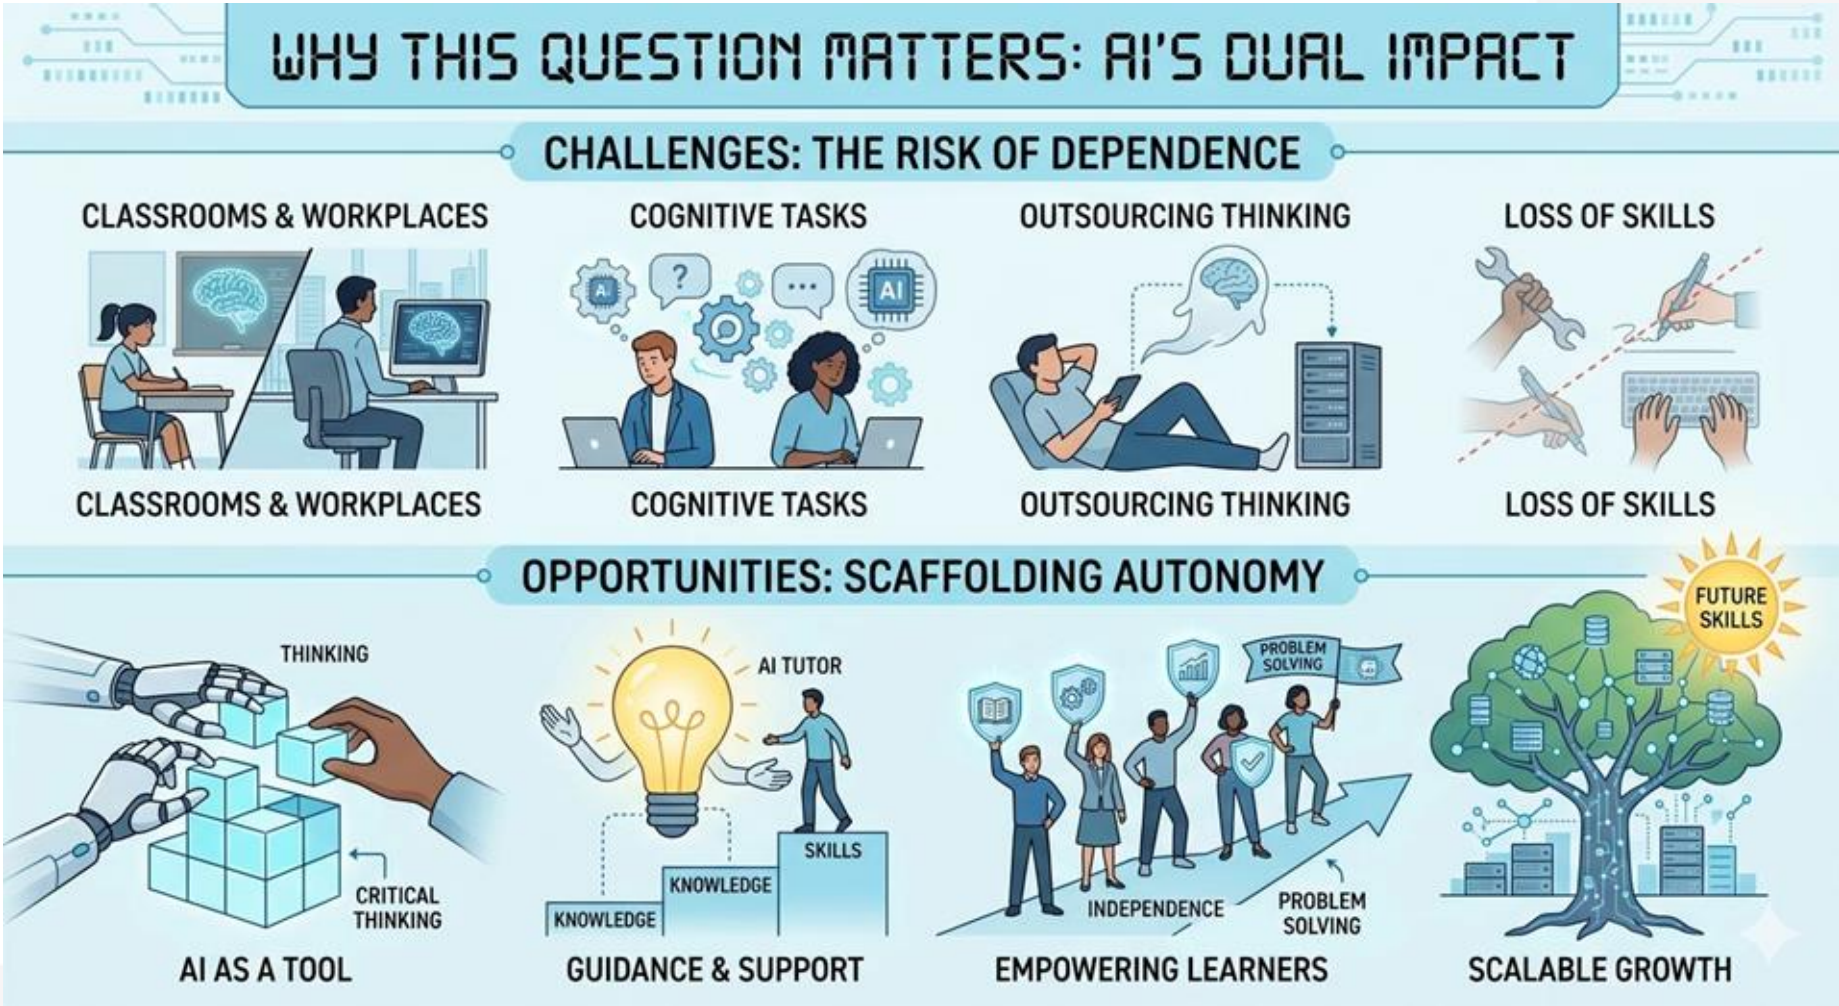 WHY THIS QUESTION MATTERS: AI'S DUAL IMPACT
CHALLENGES: THE RISK OF DEPENDENCE
CLASSROOMS & WORKPLACES
COGNITIVE TASKS
OUTSOURCING THINKING
LOSS OF SKILLS
A.
?
...
AI
CLASSROOMS & WORKPLACES
COGNITIVE TASKS
OUTSOURCING THINKING
LOSS OF SKILLS
OPPORTUNITIES: SCAFFOLDING AUTONOMY
THINKING
CRITICAL
THINKING
AI AS A TOOL
AI TUTOR
KNOWLEDGE
KNOWLEDGE
SKILLS
GUIDANCE & SUPPORT
PROBLEM
SOLVING
INDEPENDENCE
PROBLEM
SOLVING
EMPOWERING LEARNERS
FUTURE
SKILLS
SCALABLE GROWTH